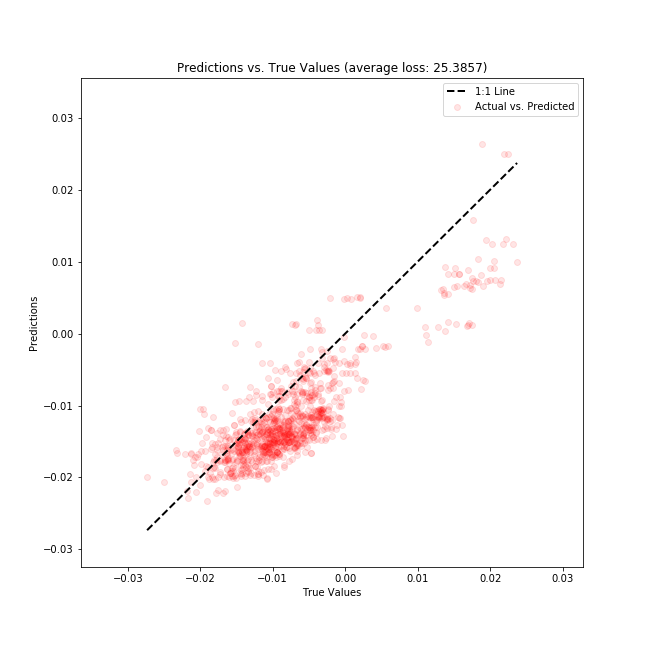 Predictions vs. True Values (average loss: 25.3857)
1:1 Line
Actual vs. Predicted
0.03
0.02
0.01
0.00
−0.01
−0.02
−0.03
Predictions
−0.03 −0.02 −0.01 0.00 0.01 0.02 0.03
True Values